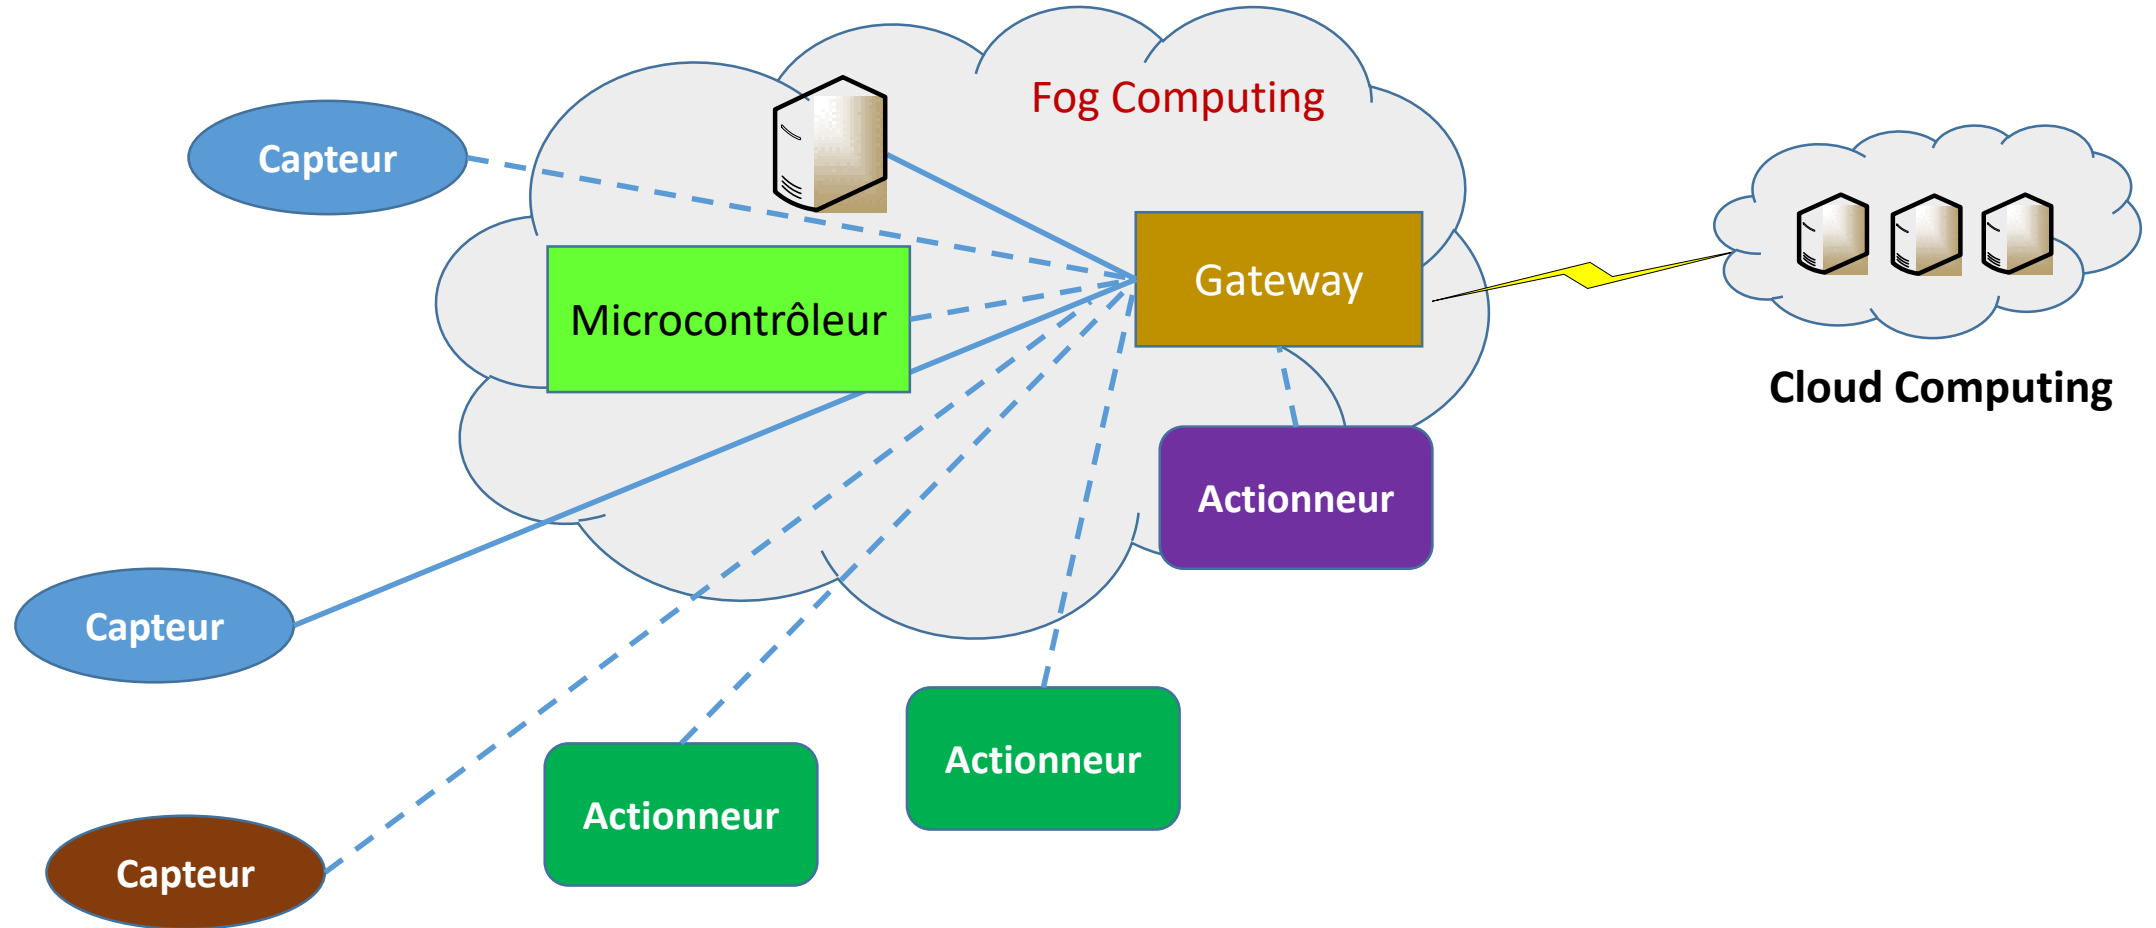 Fog Computing
Capteur
Gateway
Microcontrôleur
Cloud Computing
Actionneur
Capteur
Actionneur
Actionneur
Capteur